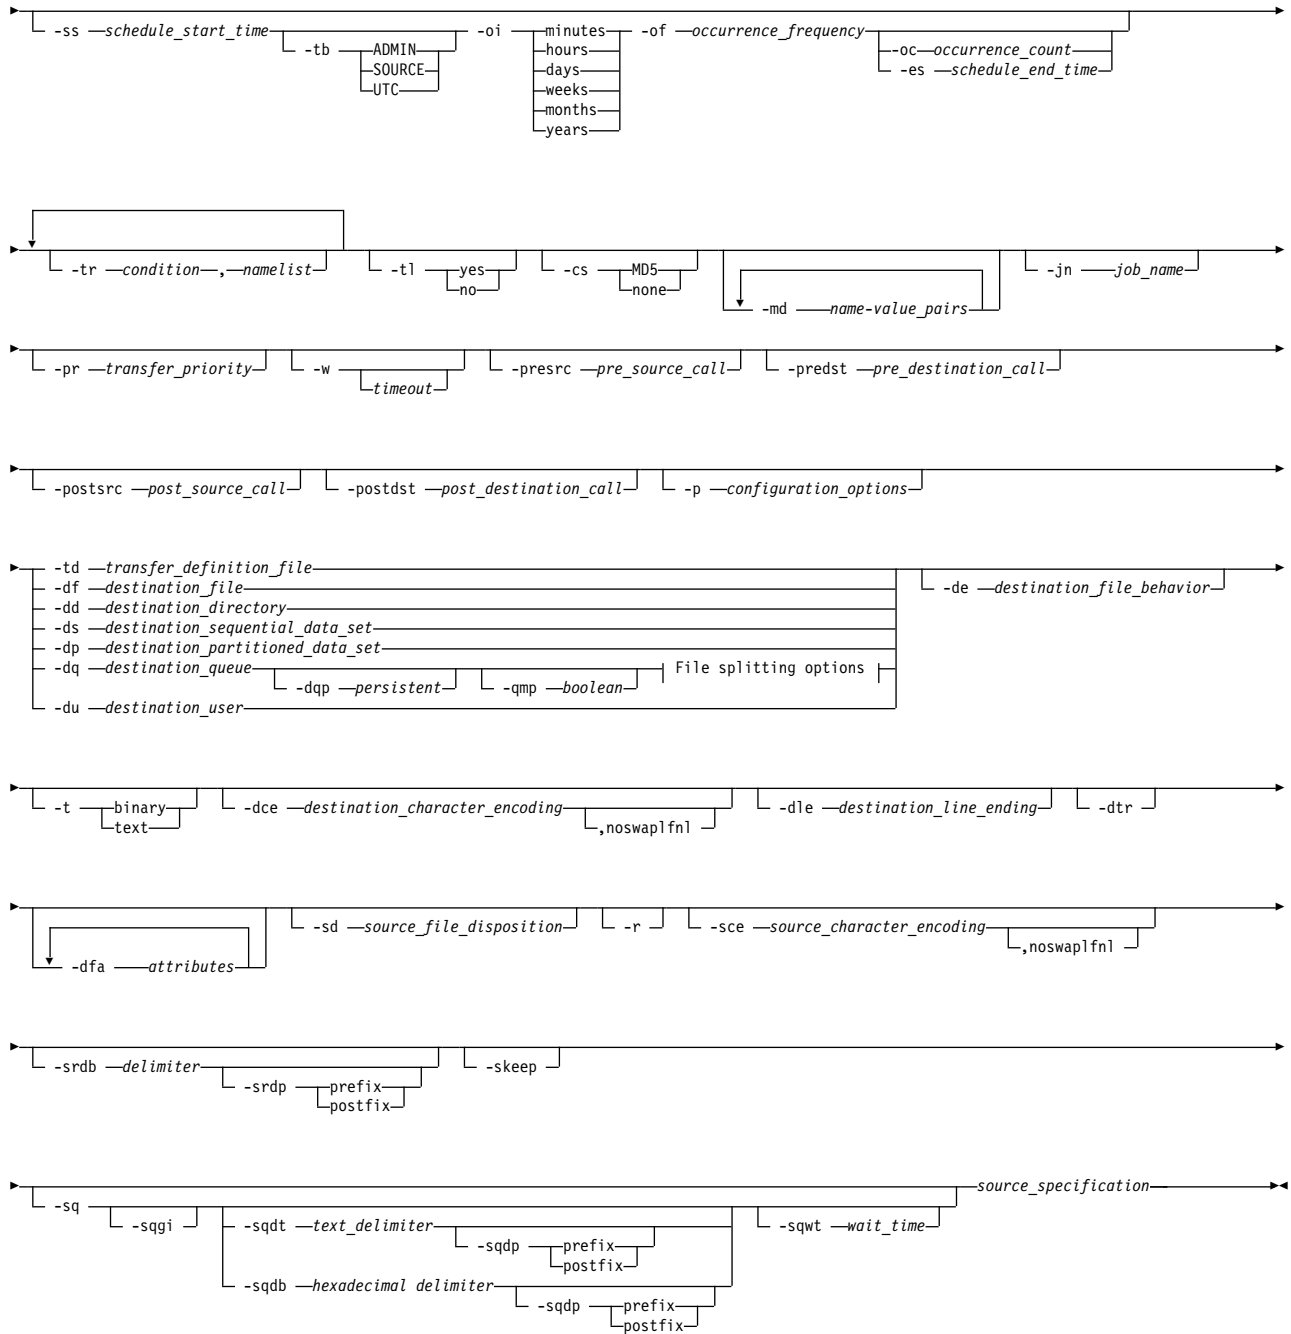 -ss schedule_start_time -tb ADMIN -oi minutes -of occurrence_frequency -oc occurrence_count
SOURCE hours -es schedule_end_time
UTC days
weeks
months
years
-tr condition , namelist -tl yes -cs MD5 -md name-value_pairs -jn job_name
no none
-pr transfer_priority -w timeout -presrc pre_source_call -predst pre_destination_call
-postsrc post_source_call -postdst post_destination_call -p configuration_options
-td transfer_definition_file
-df destination_file -de destination_file_behavior
-dd destination_directory
-ds destination_sequential_data_set
-dp destination_partitioned_data_set
-dq destination_queue -dqp persistent -qmp boolean File splitting options
-du destination_user
-t binary -dce destination_character_encoding ,noswaplfnl -dle destination_line_ending -dtr
text
-dfa attributes -sd source_file_disposition -r -sce source_character_encoding ,noswaplfnl
-srdb delimiter -srdp prefix -skeep
postfix
-sq -sqgi -sqdt text_delimiter -sqdp prefix -sqwt wait_time source_specification
postfix
-sqdb hexadecimal delimiter -sqdp prefix
postfix